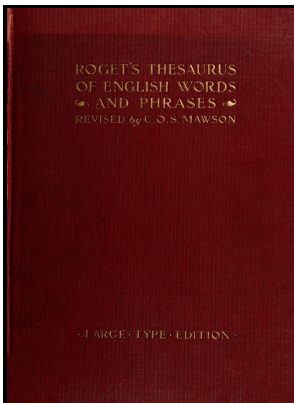 ROGET'S THESAURUS
OF ENGLISH WORDS
AND PHRASES
REVISED by C.O.S. MAWSON
· LARGE · TYPE · EDITION ·